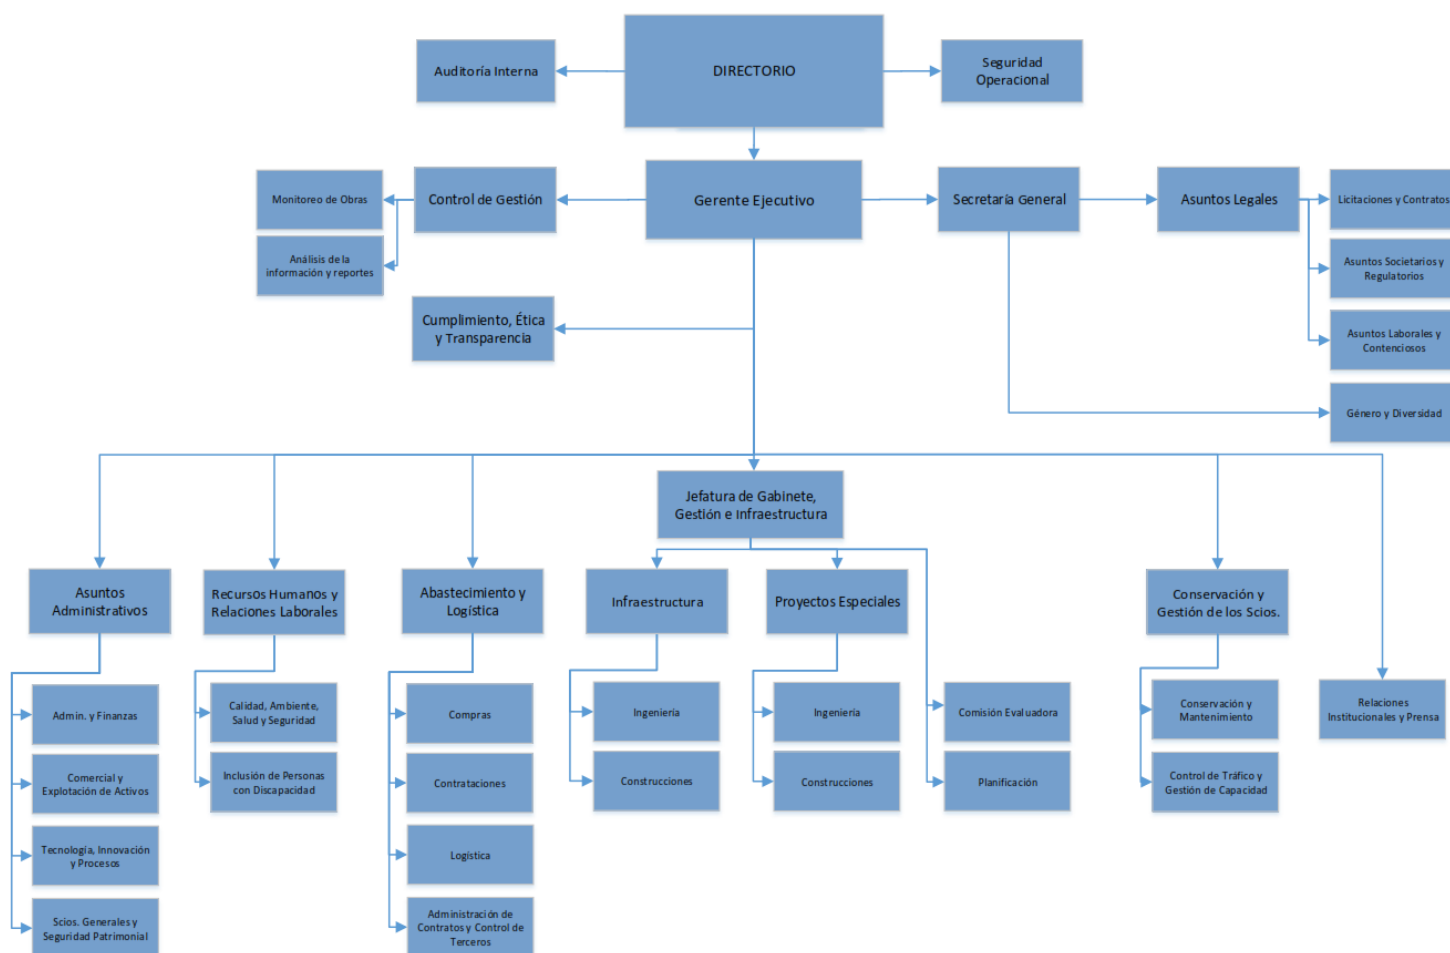 DIRECTORIO
Auditoría Interna
Seguridad
Operacional
Gerente Ejecutivo
Control de Gestión
Monitoreo de Obras
Análisis de la
información y reportes
Secretaría General
Asuntos Legales
Licitaciones y Contratos
Asuntos Societarios y
Regulatorios
Asuntos Laborales y
Contenciosos
Género y Diversidad
Cumplimiento, Ética
y Transparencia
Jefatura de Gabinete,
Gestión e Infraestructura
Asuntos
Administrativos
Recursos Humanos y
Relaciones Laborales
Abastecimiento y
Logística
Infraestructura
Proyectos Especiales
Conservación y
Gestión de los Scios.
Admin. y Finanzas
Comercial y
Explotación de Activos
Tecnología, Innovación
y Procesos
Scios. Generales y
Seguridad Patrimonial
Calidad, Ambiente,
Salud y Seguridad
Inclusión de Personas
con Discapacidad
Compras
Contrataciones
Logística
Administración de
Contratos y Control de
Terceros
Ingeniería
Construcciones
Ingeniería
Construcciones
Comisión Evaluadora
Planificación
Conservación y
Mantenimiento
Control de Tráfico y
Gestión de Capacidad
Relaciones
Institucionales y Prensa